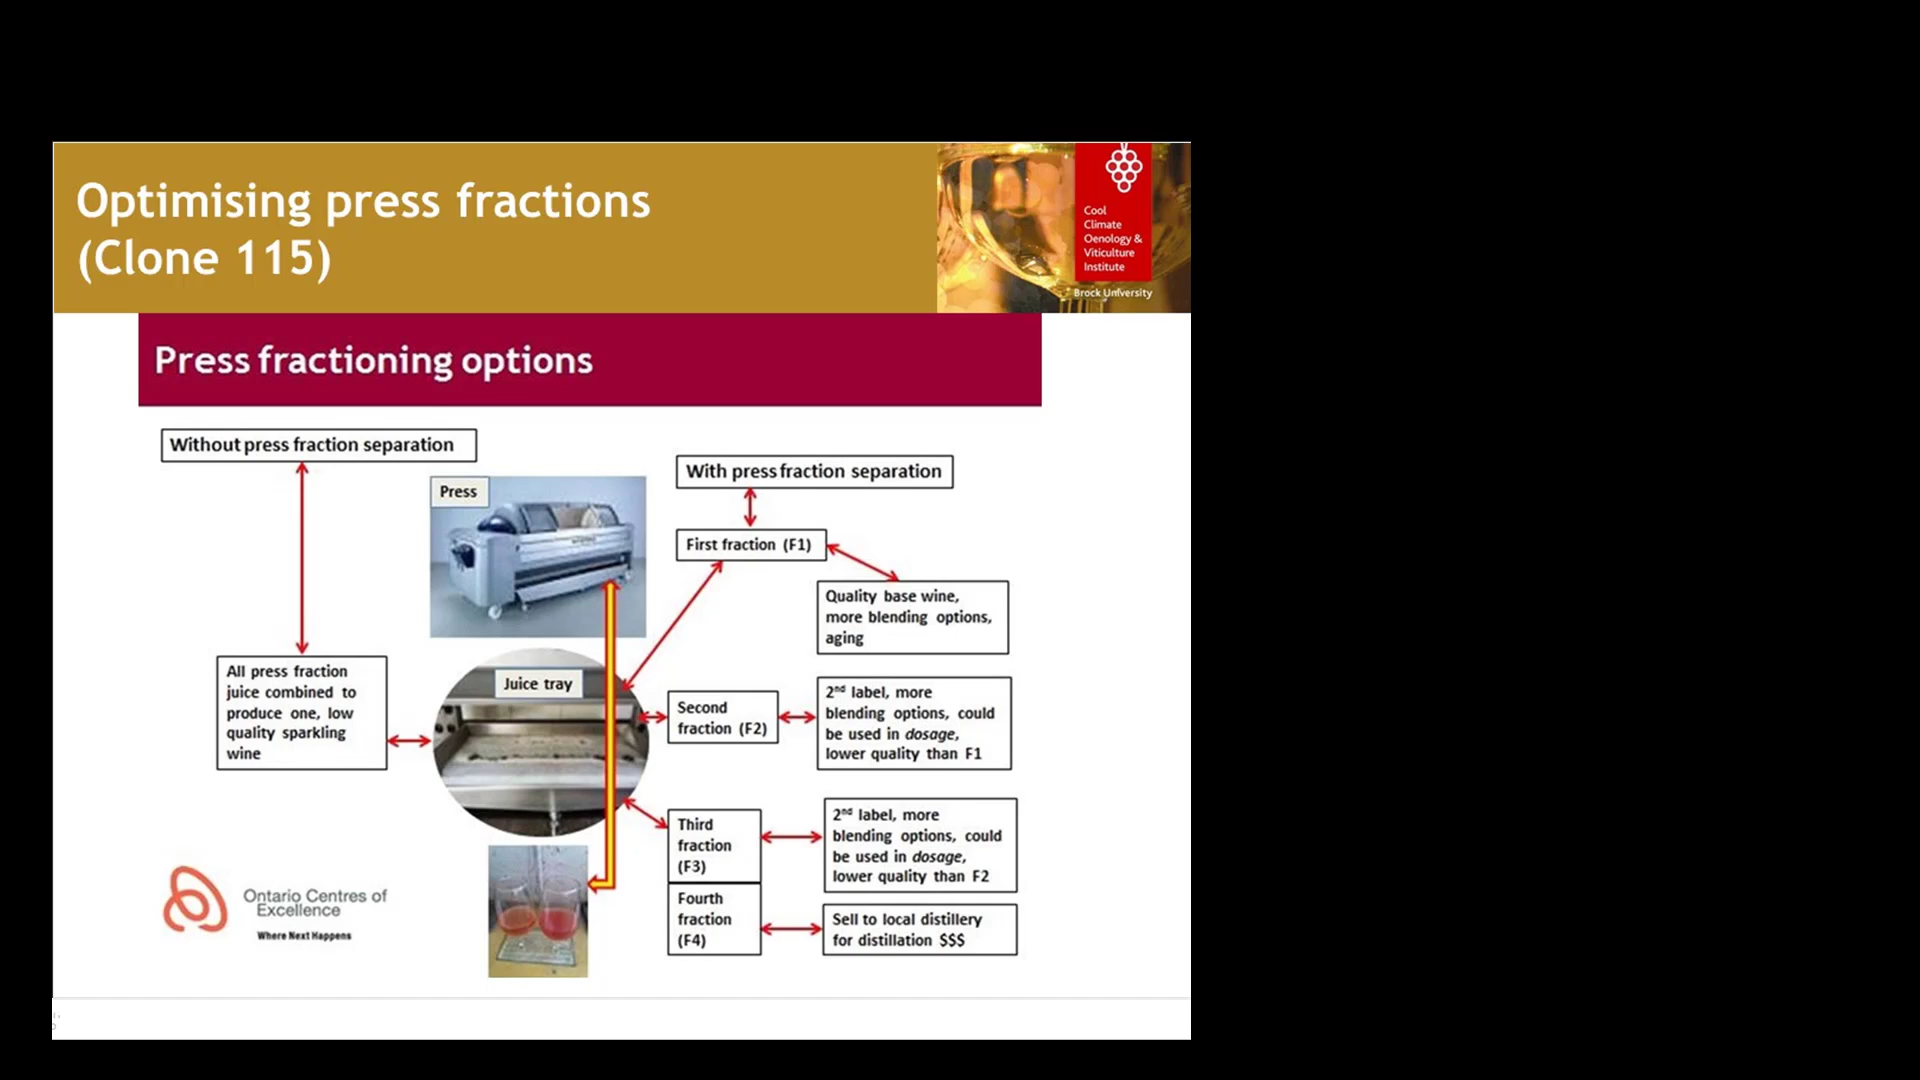 Optimising press fractions
(Clone 115)
Cool
Climate
Oenology &
Viticulture
Institute
Brock University
Press fractioning options
Without press fraction separation
With press fraction separation
Press
First fraction (F1)
Quality base wine,
more blending options,
aging
All press fraction
juice combined to
produce one, low
quality sparkling
wine
Juice tray
Second
fraction (F2)
2nd label, more
blending options, could
be used in dosage,
lower quality than F1
Third
fraction
(F3)
2nd label, more
blending options, could
be used in dosage,
lower quality than F2
Fourth
fraction
(F4)
Sell to local distillery
for distillation $$$
Ontario Centres of
Excellence
Where Next Happens